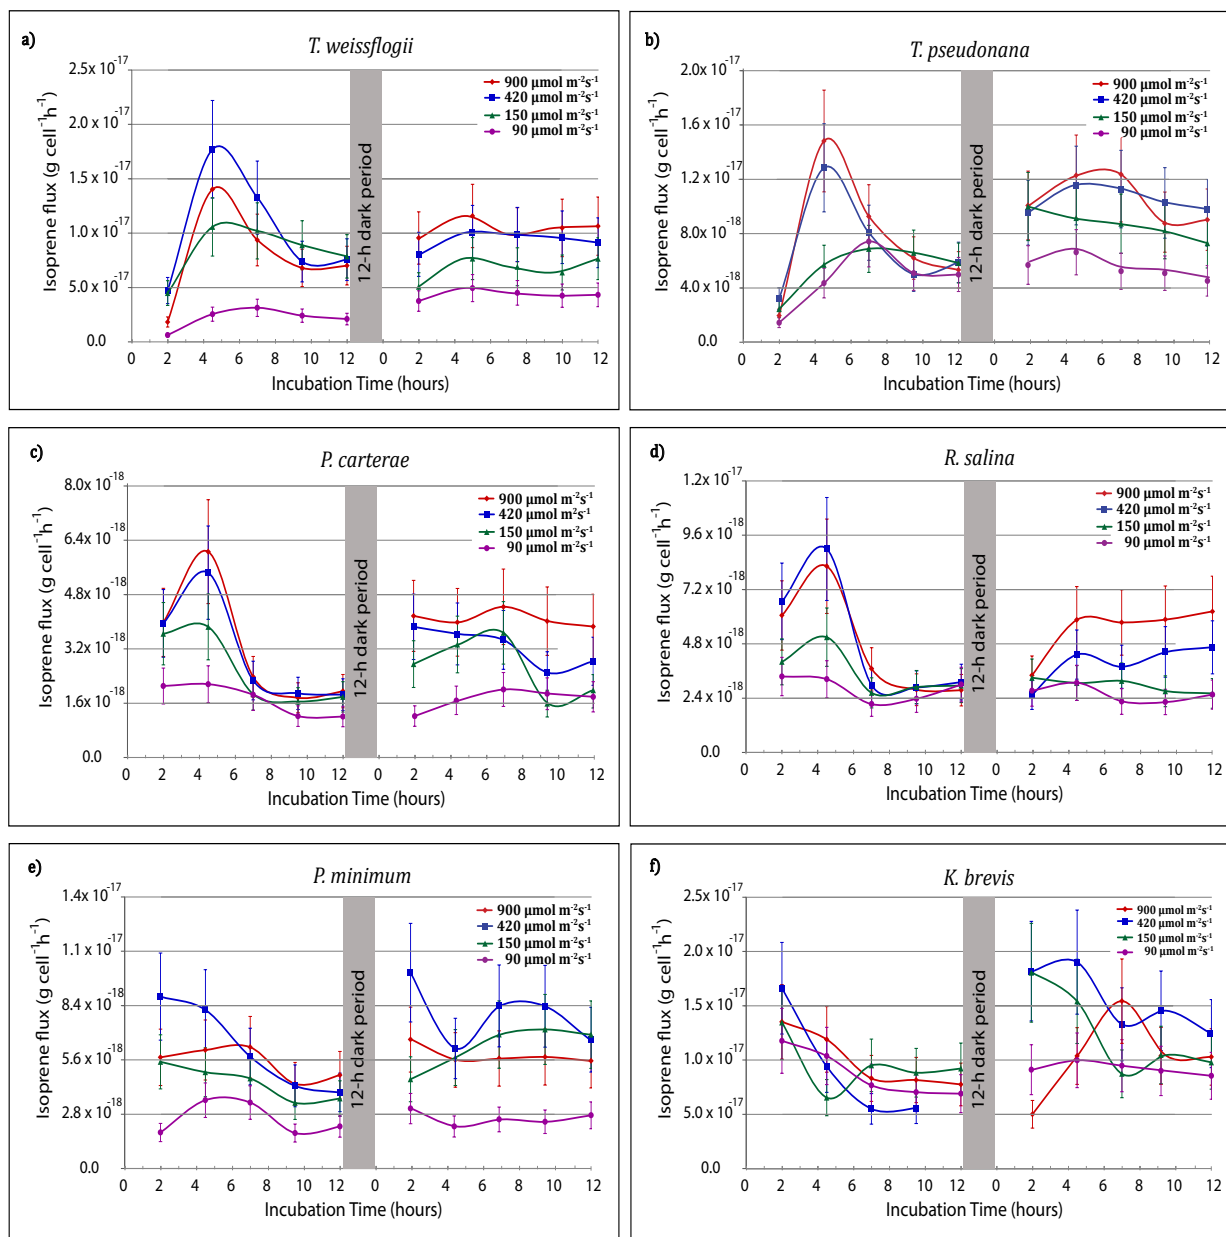 a)
T. weissflogii
Isoprene flux (g cell⁻¹h⁻¹)
2.5x 10⁻¹⁷
2.0 x 10⁻¹⁷
1.5 x 10⁻¹⁷
1.0 x 10⁻¹⁷
5.0 x 10⁻¹⁷
0.0
900 µmol m⁻²s⁻¹
420 µmol m⁻²s⁻¹
150 µmol m⁻²s⁻¹
90 µmol m⁻²s⁻¹
12-h dark period
0 2 4 6 8 10 12 0 2 4 6 8 10 12
Incubation Time (hours)
b)
T. pseudonana
Isoprene flux (g cell⁻¹h⁻¹)
2.0 x 10⁻¹⁷
1.6 x 10⁻¹⁷
1.2 x 10⁻¹⁷
8.0 x 10⁻¹⁸
4.0 x 10⁻¹⁸
0.0
900 µmol m⁻²s⁻¹
420 µmol m⁻²s⁻¹
150 µmol m⁻²s⁻¹
90 µmol m⁻²s⁻¹
12-h dark period
0 2 4 6 8 10 12 0 2 4 6 8 10 12
Incubation Time (hours)
c)
P. carterae
Isoprene flux (g cell⁻¹h⁻¹)
8.0 x 10⁻¹⁸
6.4 x 10⁻¹⁸
4.8 x 10⁻¹⁸
3.2 x 10⁻¹⁸
1.6 x 10⁻¹⁸
0.0
900 µmol m⁻²s⁻¹
420 µmol m⁻²s⁻¹
150 µmol m⁻²s⁻¹
90 µmol m⁻²s⁻¹
12-h dark period
0 2 4 6 8 10 12 0 2 4 6 8 10 12
Incubation Time (hours)
d)
R. salina
Isoprene flux (g cell⁻¹h⁻¹)
1.2 x 10⁻¹⁷
9.6 x 10⁻¹⁸
7.2 x 10⁻¹⁸
4.8 x 10⁻¹⁸
2.4 x 10⁻¹⁸
0.0
900 µmol m⁻²s⁻¹
420 µmol m⁻²s⁻¹
150 µmol m⁻²s⁻¹
90 µmol m⁻²s⁻¹
12-h dark period
0 2 4 6 8 10 12 0 2 4 6 8 10 12
Incubation Time (hours)
e)
P. minimum
Isoprene flux (g cell⁻¹h⁻¹)
1.4 x 10⁻¹⁷
1.1 x 10⁻¹⁷
8.4 x 10⁻¹⁸
5.6 x 10⁻¹⁸
2.8 x 10⁻¹⁸
0.0
900 µmol m⁻²s⁻¹
420 µmol m⁻²s⁻¹
150 µmol m⁻²s⁻¹
90 µmol m⁻²s⁻¹
12-h dark period
0 2 4 6 8 10 12 0 2 4 6 8 10 12
Incubation Time (hours)
f)
K. brevis
Isoprene flux (g cell⁻¹h⁻¹)
2.5 x 10⁻¹⁷
2.0 x 10⁻¹⁷
1.5 x 10⁻¹⁷
1.0 x 10⁻¹⁷
5.0 x 10⁻¹⁷
0.0
900 µmol m⁻²s⁻¹
420 µmol m⁻²s⁻¹
150 µmol m⁻²s⁻¹
90 µmol m⁻²s⁻¹
12-h dark period
0 2 4 6 8 10 12 0 2 4 6 8 10 12
Incubation Time (hours)